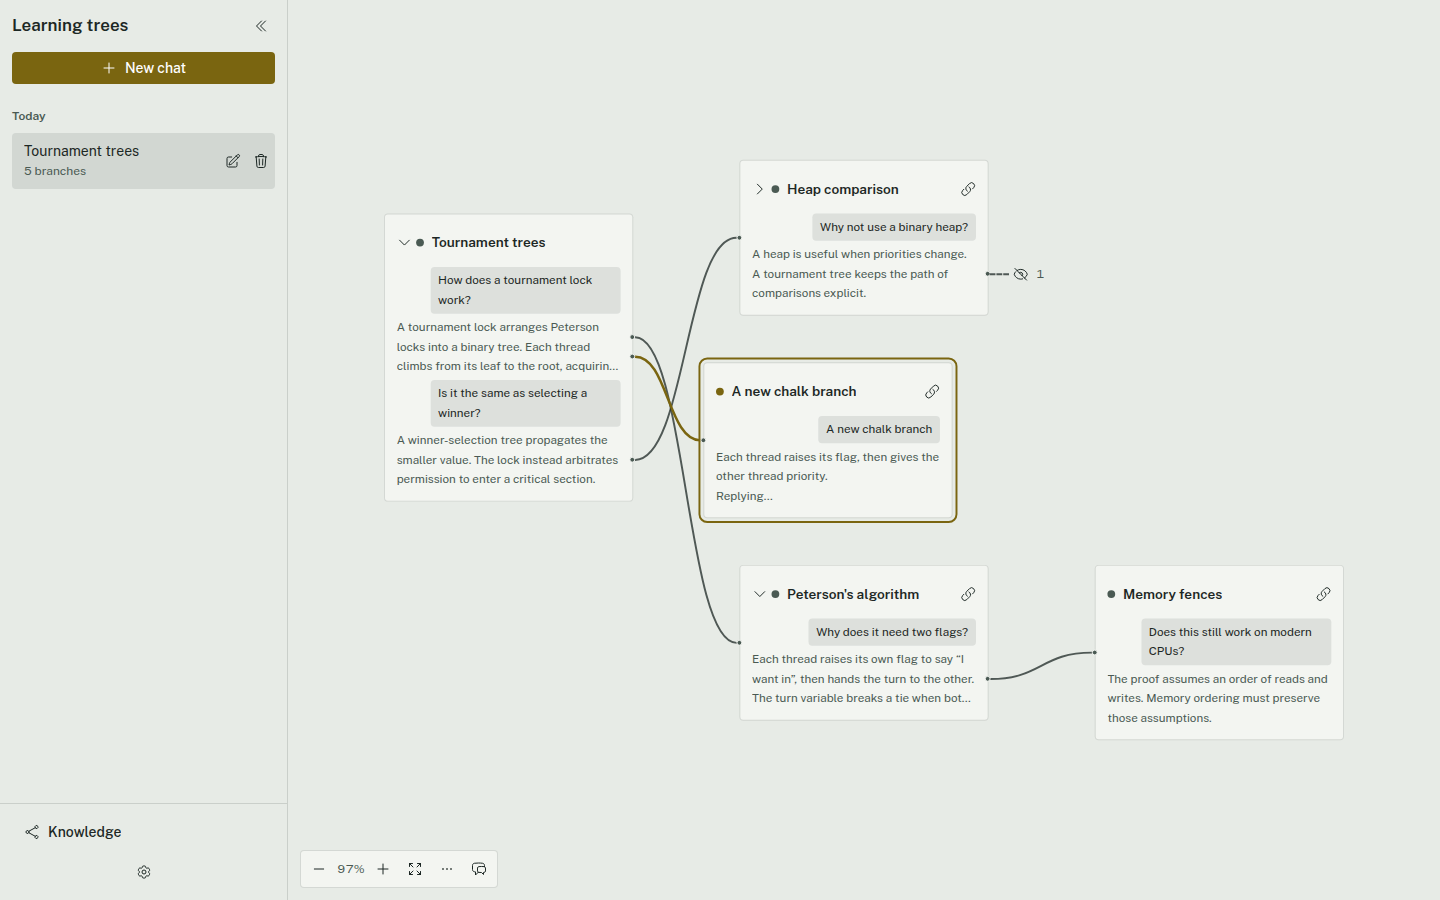 Learning trees
New chat
Today
Tournament trees
5 branches
Knowledge
Tournament trees
How does a tournament lock
work?
A tournament lock arranges Peterson
locks into a binary tree. Each thread
climbs from its leaf to the root, acquirin...
Is it the same as selecting a
winner?
A winner-selection tree propagates the
smaller value. The lock instead arbitrates
permission to enter a critical section.
Heap comparison
Why not use a binary heap?
A heap is useful when priorities change.
A tournament tree keeps the path of
comparisons explicit.
1
A new chalk branch
A new chalk branch
Each thread raises its flag, then gives the
other thread priority.
Replying...
Peterson's algorithm
Why does it need two flags?
Each thread raises its own flag to say “I
want in”, then hands the turn to the other.
The turn variable breaks a tie when bot...
Memory fences
Does this still work on modern
CPUs?
The proof assumes an order of reads and
writes. Memory ordering must preserve
those assumptions.
97%